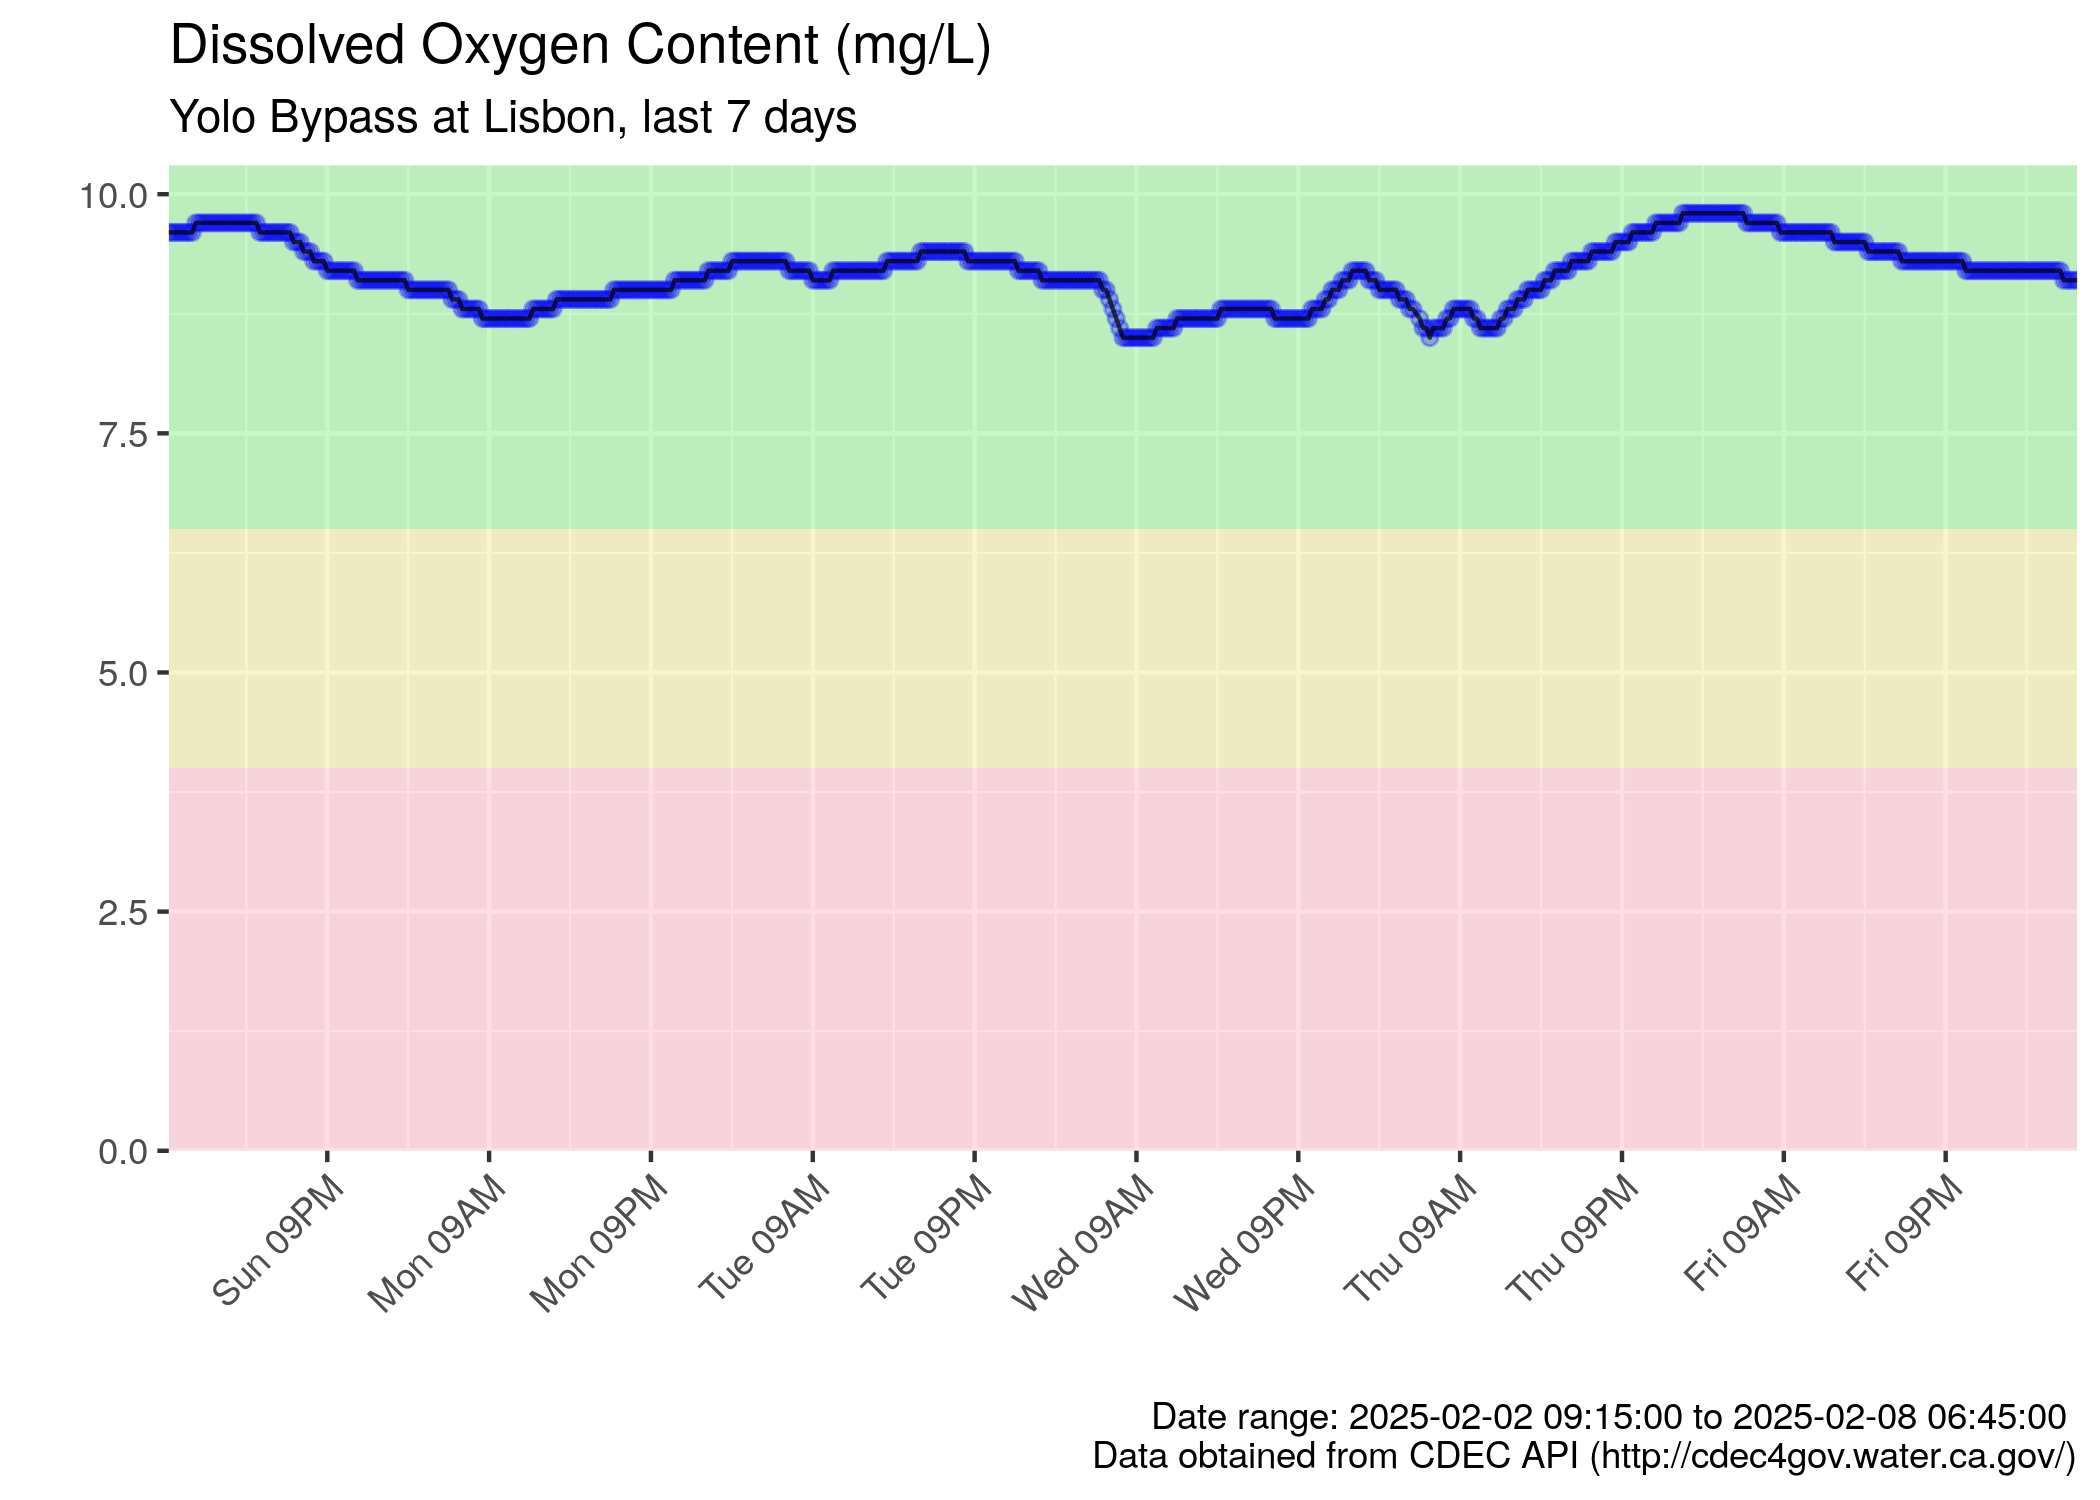 Dissolved Oxygen Content (mg/L)
Yolo Bypass at Lisbon, last 7 days
10.0
7.5
5.0
2.5
0.0
Sun 09PM
Mon 09AM
Mon 09PM
Tue 09AM
Tue 09PM
Wed 09AM
Wed 09PM
Thu 09AM
Thu 09PM
Fri 09AM
Fri 09PM
Date range: 2025-02-02 09:15:00 to 2025-02-08 06:45:00
Data obtained from CDEC API (http://cdec4gov.water.ca.gov/)